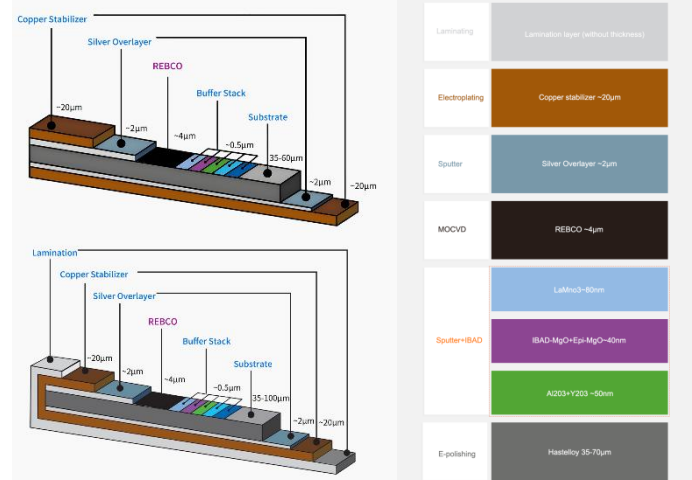 Copper Stabilizer
Silver Overlayer
REBCO
Buffer Stack
Substrate
~20μm
~2μm
~4μm
~0.5μm
35-60μm
~2μm
~20μm
Lamination
Copper Stabilizer
Silver Overlayer
REBCO
Buffer Stack
Substrate
~20μm
~2μm
~4μm
~0.5μm
35-100μm
~2μm
~20μm
Laminating
Lamination layer (without thickness)
Electroplating
Copper stabilizer ~20μm
Sputter
Silver Overlayer ~2μm
MOCVD
REBCO ~4μm
Sputter+IBAD
LaMno3~80nm
IBAD-MgO+Epi-MgO~40nm
Al203+Y203 ~50nm
E-polishing
Hastelloy 35-70μm